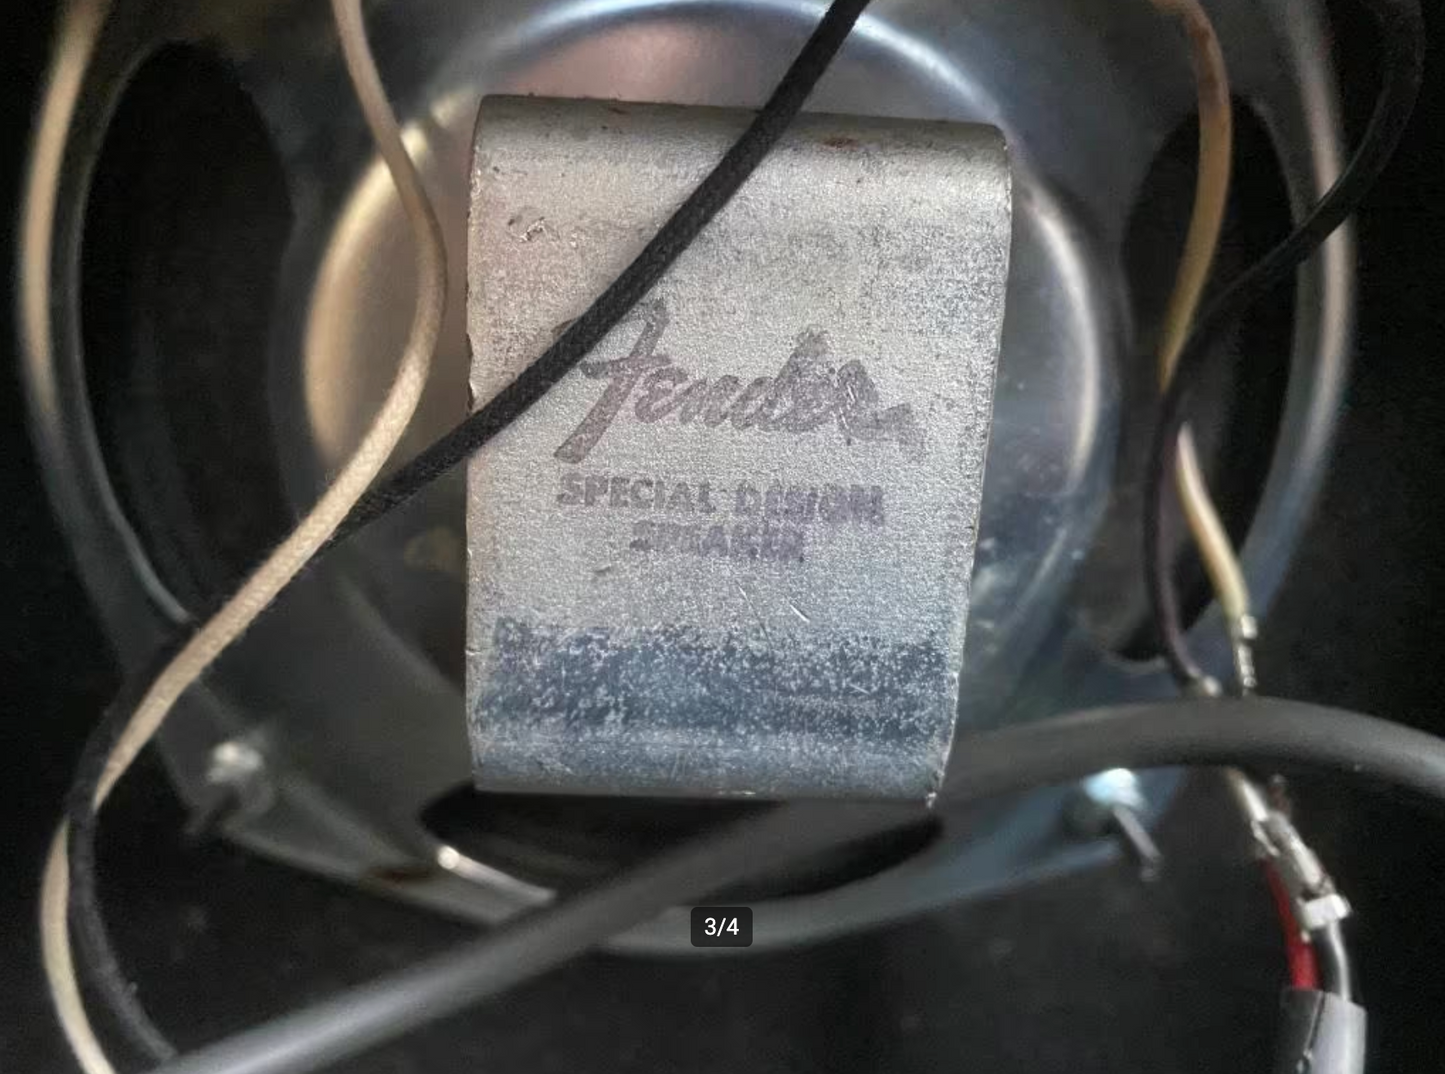 Fender
SPECIAL DESIGN
SPEAKER
3/4